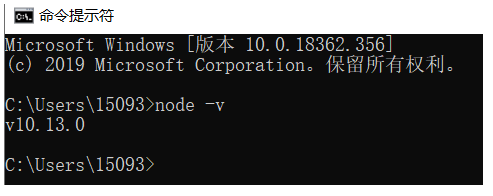 命令提示符
Microsoft Windows [版本 10.0.18362.356]
(c) 2019 Microsoft Corporation。保留所有权利。
C:\Users\15093>node -v
v10.13.0
C:\Users\15093>